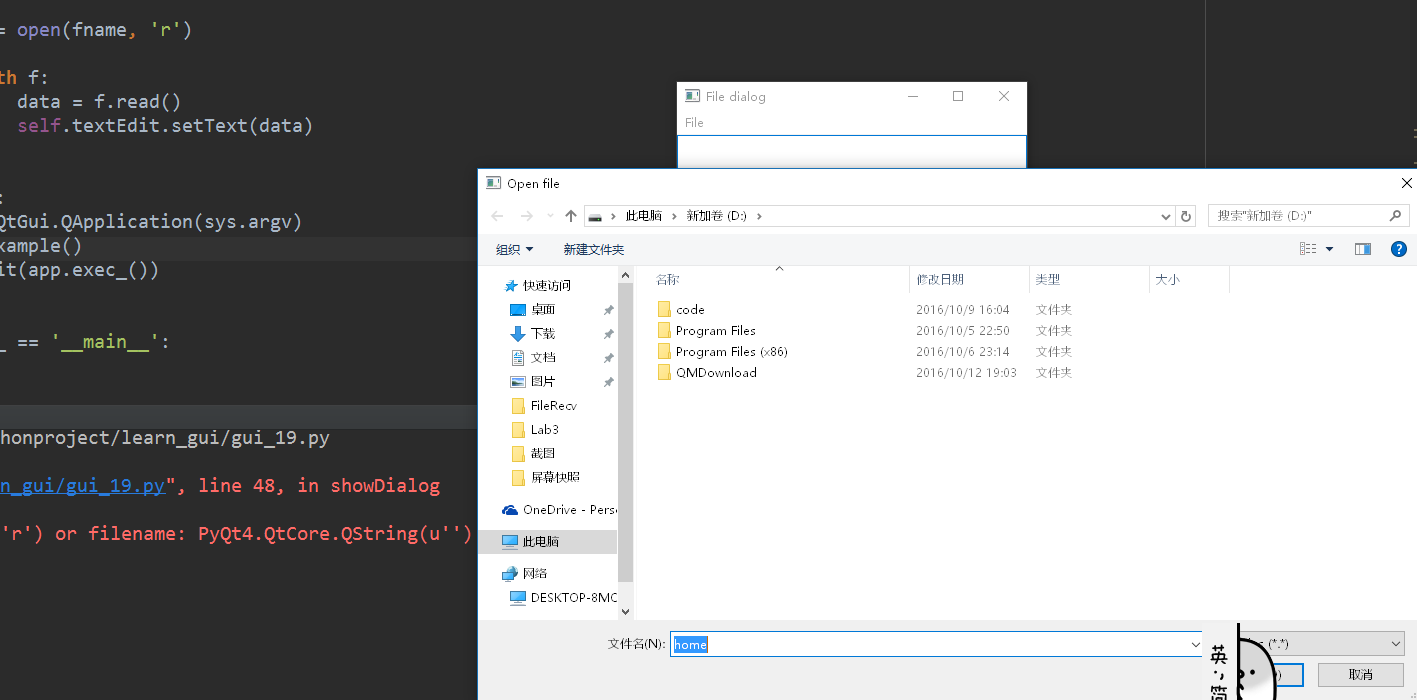 = open(fname, 'r')
th f:
data = f.read()
self.textEdit.setText(data)
:
QtGui.QApplication(sys.argv)
xample()
it(app.exec_())
_ == '__main__':
honproject/learn_gui/gui_19.py
n_gui/gui_19.py", line 48, in showDialog
'r') or filename: PyQt4.QtCore.QString(u'')
File dialog
File
Open file
此电脑 › 新加卷 (D:) ›
搜索"新加卷 (D:)"
组织 新建文件夹
名称 修改日期 类型 大小
code 2016/10/9 16:04 文件夹
Program Files 2016/10/5 22:50 文件夹
Program Files (x86) 2016/10/6 23:14 文件夹
QMDownload 2016/10/12 19:03 文件夹
快速访问
桌面
下载
文档
图片
FileRecv
Lab3
截图
屏幕快照
OneDrive - Pers
此电脑
网络
DESKTOP-8MC
文件名(N): home
(*.*)
取消
英
简